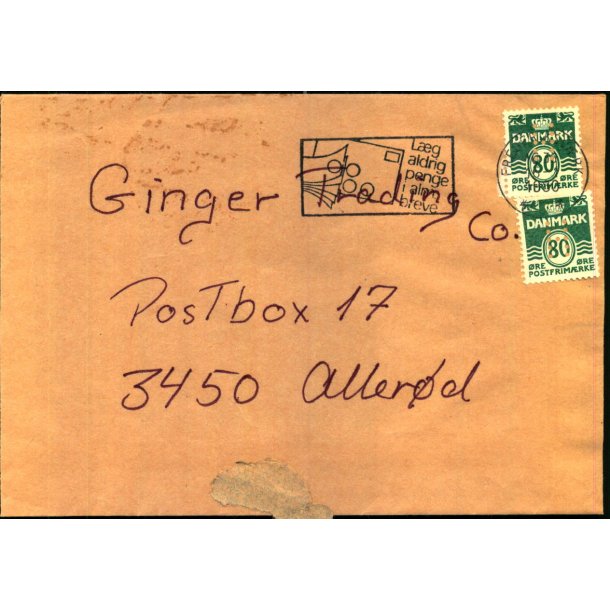 Læg
aldrig
penge
i alm.
breve
DANMARK
80
ØRE ØRE
POSTFRIMÆRKE
DANMARK
80
ØRE ØRE
POSTFRIMÆRKE
Ginger Trading
Co.
Postbox 17
3450 Allerød